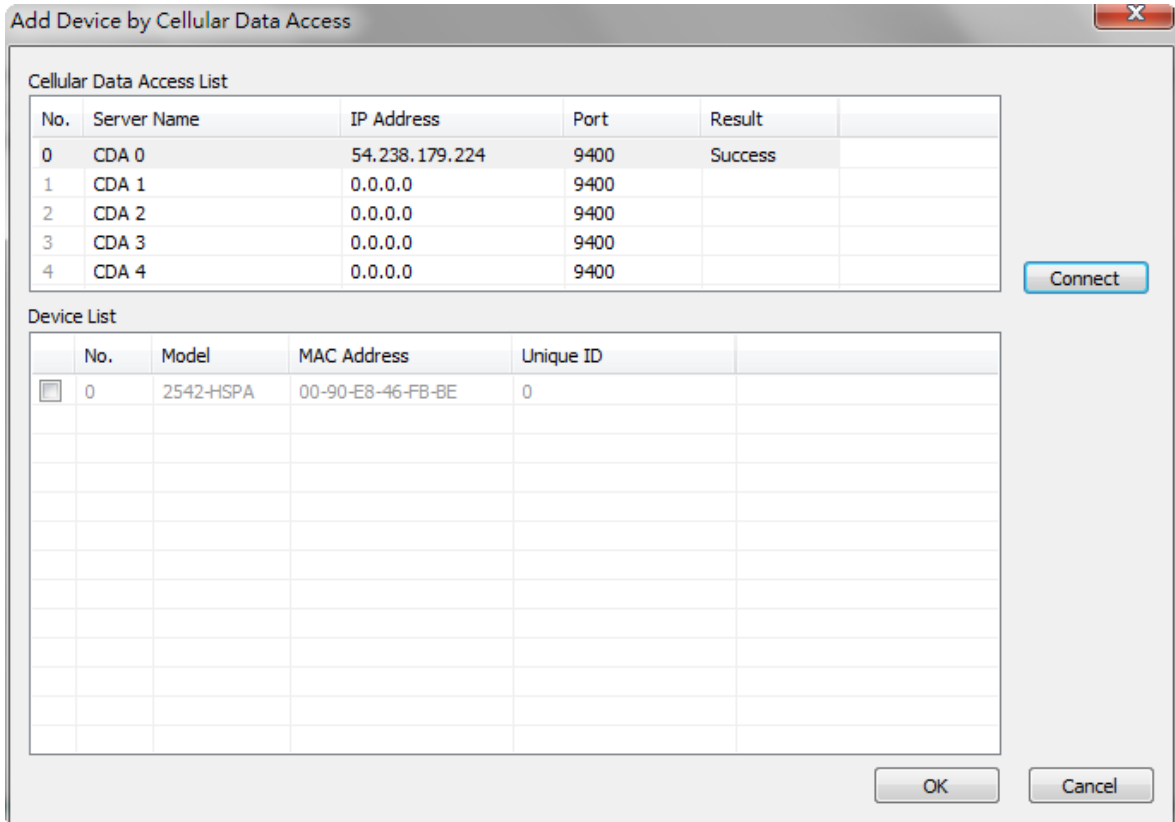 Add Device by Cellular Data Access
Cellular Data Access List
No. Server Name IP Address Port Result
0 CDA 0 54.238.179.224 9400 Success
1 CDA 1 0.0.0.0 9400
2 CDA 2 0.0.0.0 9400
3 CDA 3 0.0.0.0 9400
4 CDA 4 0.0.0.0 9400
Connect
Device List
No. Model MAC Address Unique ID
0 2542-HSPA 00-90-E8-46-FB-BE 0
OK Cancel